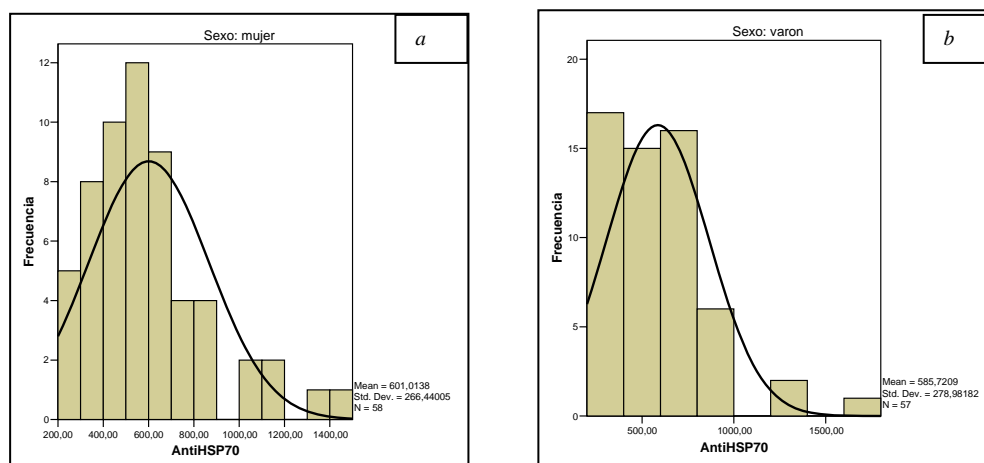 Sexo: mujer
a
12
10
8
6
4
2
0
Frecuencia
200,00 400,00 600,00 800,00 1000,00 1200,00 1400,00
AntiHSP70
Mean = 601,0138
Std. Dev. = 266,44005
N = 58
Sexo: varon
b
20
15
10
5
0
Frecuencia
500,00 1000,00 1500,00
AntiHSP70
Mean = 585,7209
Std. Dev. = 278,98182
N = 57